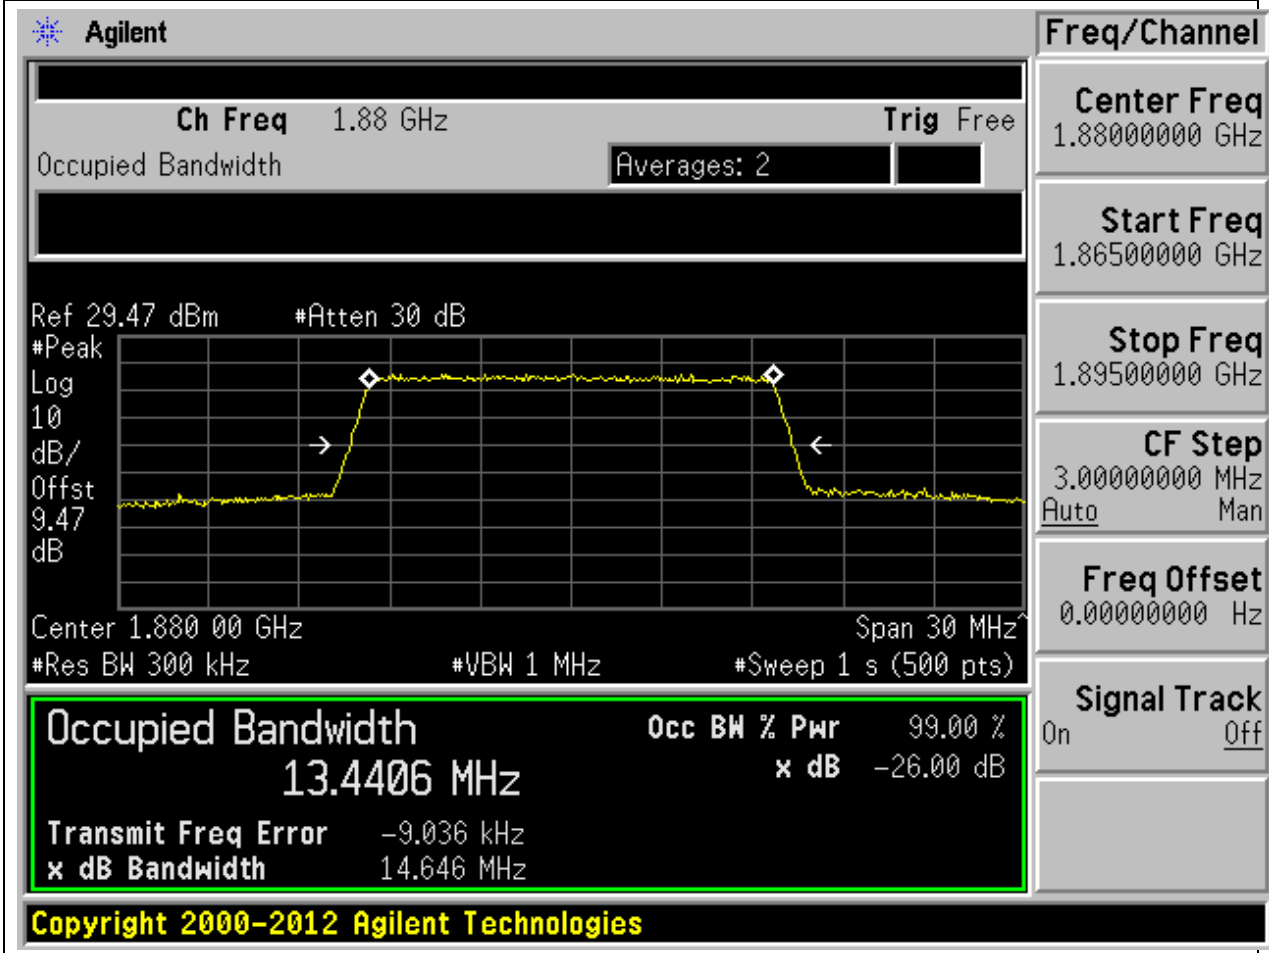 Agilent
Freq/Channel
Ch Freq 1.88 GHz Trig Free
Occupied Bandwidth Averages: 2
Center Freq
1.88000000 GHz
Start Freq
1.86500000 GHz
Stop Freq
1.89500000 GHz
CF Step
3.00000000 MHz
Auto Man
Freq Offset
0.00000000 Hz
Signal Track
On Off
Ref 29.47 dBm #Atten 30 dB
#Peak
Log
10
dB/
Offst
9.47
dB
Center 1.880 00 GHz Span 30 MHz^
#Res BW 300 kHz #VBW 1 MHz #Sweep 1 s (500 pts)
Occupied Bandwidth Occ BW % Pwr 99.00 %
13.4406 MHz x dB -26.00 dB
Transmit Freq Error -9.036 kHz
x dB Bandwidth 14.646 MHz
Copyright 2000-2012 Agilent Technologies